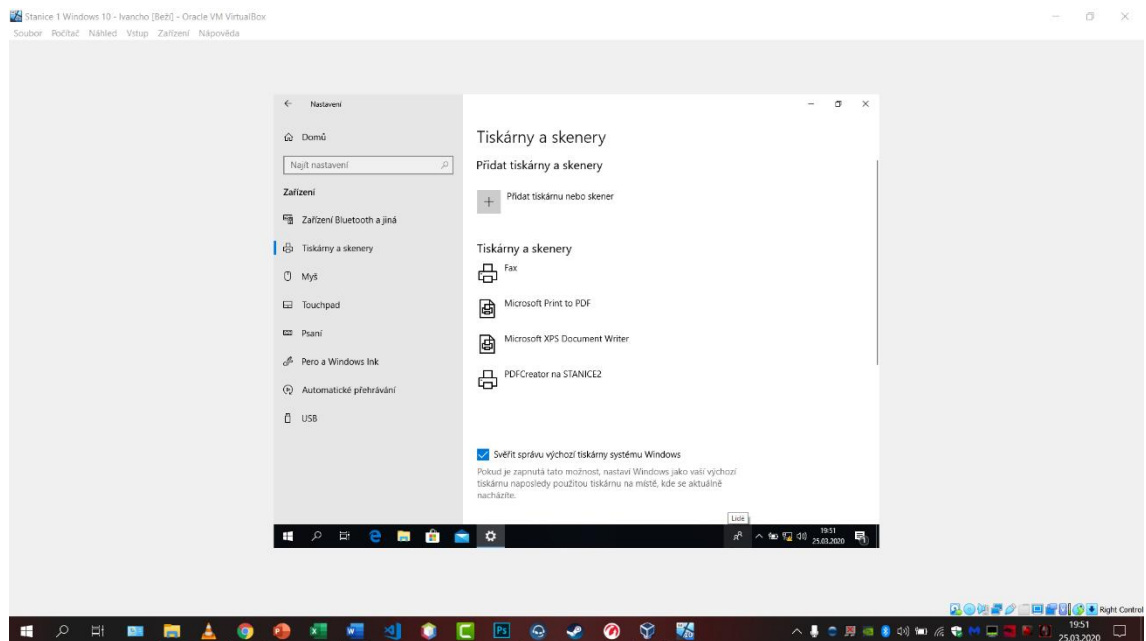 Stanice 1 Windows 10 - Ivancho [Beží] - Oracle VM VirtualBox
Soubor Počítač Náhled Vstup Zařízení Nápověda
Nastavení
Domů
Najít nastavení
Zařízení
Zařízení Bluetooth a jiná
Tiskárny a skenery
Myš
Touchpad
Psaní
Pero a Windows Ink
Automatické přehrávání
USB
Tiskárny a skenery
Přidat tiskárny a skenery
Přidat tiskárnu nebo skener
Tiskárny a skenery
Fax
Microsoft Print to PDF
Microsoft XPS Document Writer
PDFCreator na STANICE2
Svěřit správu výchozí tiskárny systému Windows
Pokud je zapnutá tato možnost, nastaví Windows jako vaší výchozí
tiskárnu naposledy použitou tiskárnu na místě, kde se aktuálně
nacházíte.
Lidé
19:51
25.03.2020
Right Control
19:51
25.03.2020